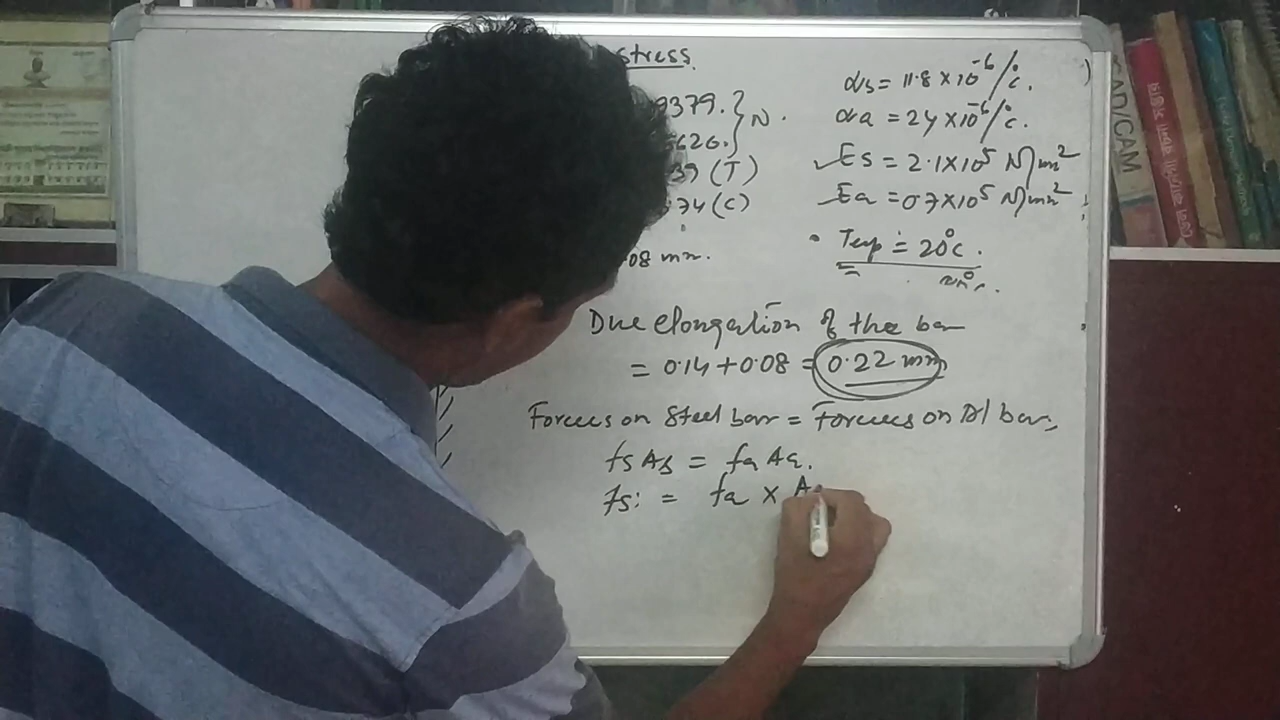 stress
9379. } N.
626.
39 (T)
74 (C)
08 mm.
αs = 11.8 × 10⁻⁶/°c.
αa = 24 × 10⁻⁶/°c.
Es = 2.1 × 10⁵ N/mm²
Ea = 0.7 × 10⁵ N/mm²
Temp = 20°c.
Due elongation of the bar
= 0.14 + 0.08 = 0.22 mm
Forces on Steel bar = Forces on Al bar,
fs As = fa Aa.
fs = fa × A
CAD/CAM